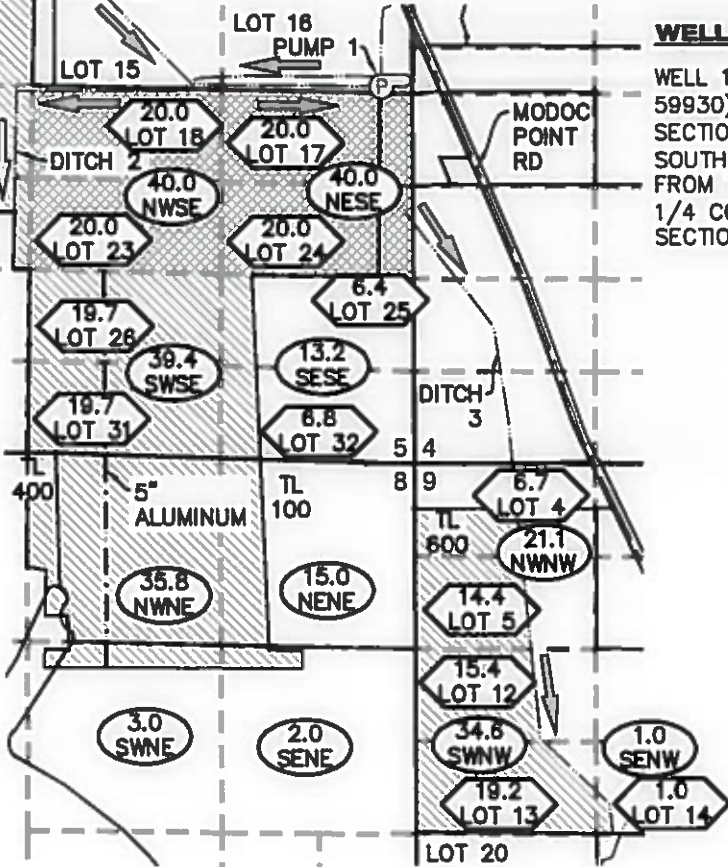 LOT 16
PUMP 1
LOT 15
P
WELL
WELL 1
59930)
SECTION
SOUTH
FROM
1/4 CO
SECTION
MODOC
POINT
RD
20.0
LOT 18
20.0
LOT 17
DITCH 2
40.0
NWSE
40.0
NESE
20.0
LOT 23
20.0
LOT 24
6.4
LOT 25
19.7
LOT 26
39.4
SWSE
13.2
SESE
DITCH
3
19.7
LOT 31
6.8
LOT 32
5 4
8 9
TL
400
5"
ALUMINUM
TL
100
6.7
LOT 4
TL
600
21.1
NWNW
35.8
NWNE
15.0
NENE
14.4
LOT 5
15.4
LOT 12
3.0
SWNE
2.0
SENE
34.6
SWNW
1.0
SENW
19.2
LOT 13
1.0
LOT 14
LOT 20